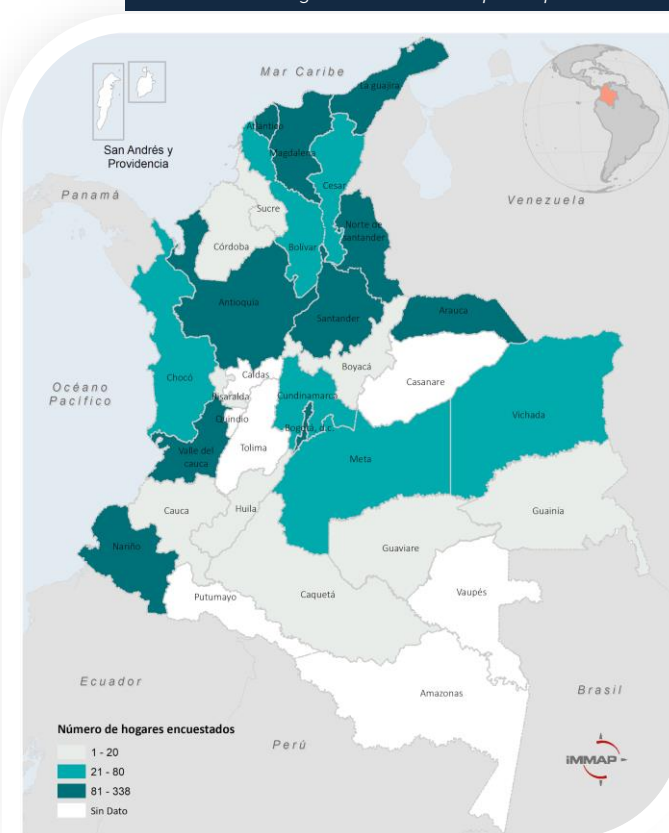 Mar Caribe
La guajira
San Andrés y
Providencia
Atlántico
Magdalena
Panamá
Cesar
Venezuela
Sucre
Norte de
santander
Córdoba
Bolívar
Antioquia
Santander
Arauca
Boyacá
Chocó
Caldas
Casanare
Océano
Pacífico
Risaralda
Cundinamarca
Vichada
Quindio
Bogotá, d.c
Tolima
Valle del
cauca
Meta
Cauca
Huila
Guainia
Nariño
Guaviare
Putumayo
Caquetá
Vaupés
Ecuador
Amazonas
Brasil
Número de hogares encuestados
1 - 20
21 - 80
81 - 338
Sin Dato
Perú
iMMAP